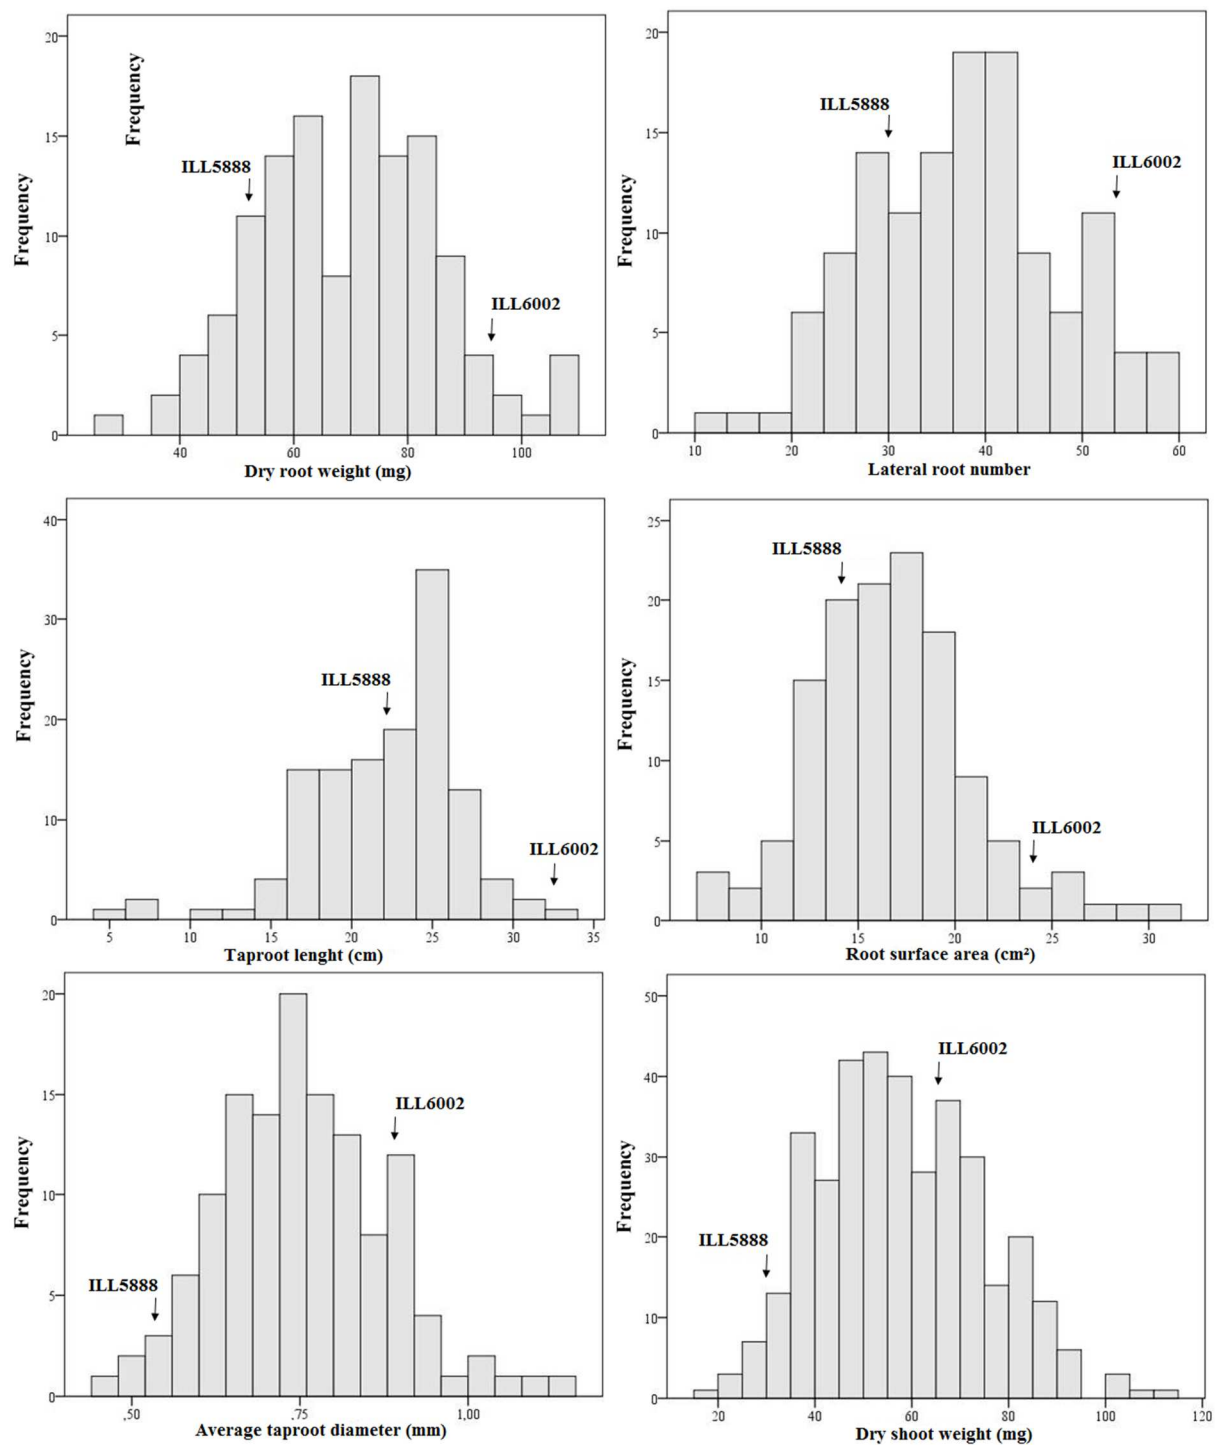 20
15
10
5
0
Frequency
Frequency
ILL5888
ILL6002
40 60 80 100
Dry root weight (mg)
20
15
10
5
0
Frequency
ILL5888
ILL6002
10 20 30 40 50 60
Lateral root number
40
30
20
10
0
Frequency
ILL5888
ILL6002
5 10 15 20 25 30 35
Taproot lenght (cm)
25
20
15
10
5
0
Frequency
ILL5888
ILL6002
10 15 20 25 30
Root surface area (cm²)
20
15
10
5
0
Frequency
ILL6002
ILL5888
,50 ,75 1,00
Average taproot diameter (mm)
50
40
30
20
10
0
Frequency
ILL6002
ILL5888
20 40 60 80 100 120
Dry shoot weight (mg)